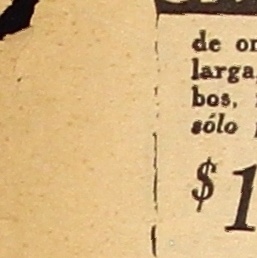 de or
larga
bos,
sólo
$1